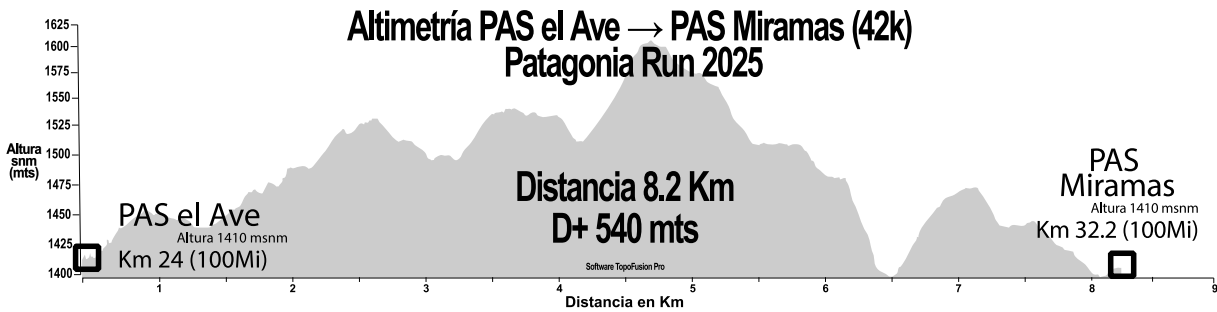 Altimetría PAS el Ave → PAS Miramas (42k)
Patagonia Run 2025
1625
1600
1575
1550
1525
1500
1475
1450
1425
1400
Altura
snm
(mts)
PAS el Ave
Altura 1410 msnm
Km 24 (100Mi)
Distancia 8.2 Km
D+ 540 mts
Software TopoFusion Pro
PAS
Miramas
Altura 1410 msnm
Km 32.2 (100Mi)
1 2 3 4 5 6 7 8 9
Distancia en Km